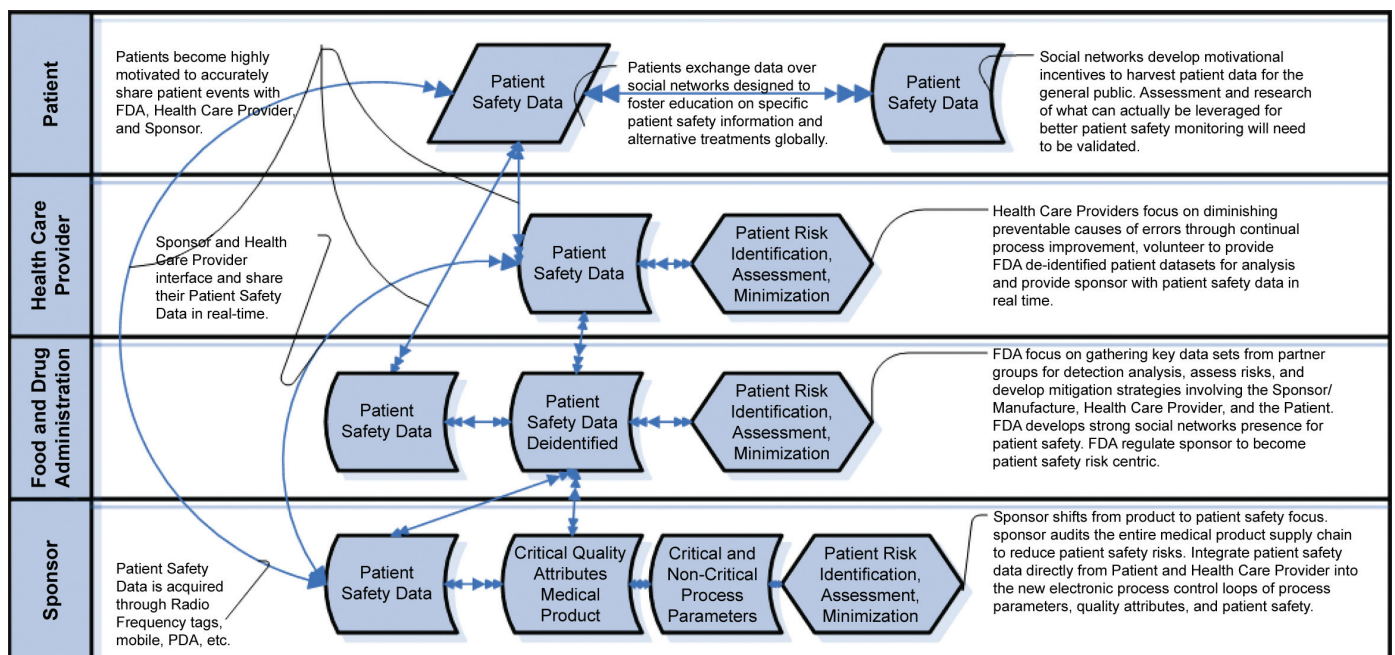 Patient
Patients become highly
motivated to accurately
share patient events with
FDA, Health Care Provider,
and Sponsor.
Patient
Safety Data
Patients exchange data over
social networks designed to
foster education on specific
patient safety information and
alternative treatments globally.
Patient
Safety Data
Social networks develop motivational
incentives to harvest patient data for the
general public. Assessment and research
of what can actually be leveraged for
better patient safety monitoring will need
to be validated.
Health Care
Provider
Sponsor and Health
Care Provider
interface and share
their Patient Safety
Data in real-time.
Patient
Safety Data
Patient Risk
Identification,
Assessment,
Minimization
Health Care Providers focus on diminishing
preventable causes of errors through continual
process improvement, volunteer to provide
FDA de-identified patient datasets for analysis
and provide sponsor with patient safety data in
real time.
Food and Drug
Administration
Patient
Safety Data
Patient
Safety Data
Deidentified
Patient Risk
Identification,
Assessment,
Minimization
FDA focus on gathering key data sets from partner
groups for detection analysis, assess risks, and
develop mitigation strategies involving the Sponsor/
Manufacture, Health Care Provider, and the Patient.
FDA develops strong social networks presence for
patient safety. FDA regulate sponsor to become
patient safety risk centric.
Sponsor
Patient Safety
Data is acquired
through Radio
Frequency tags,
mobile, PDA, etc.
Patient
Safety Data
Critical Quality
Attributes
Medical
Product
Critical and
Non-Critical
Process
Parameters
Patient Risk
Identification,
Assessment,
Minimization
Sponsor shifts from product to patient safety focus.
sponsor audits the entire medical product supply chain
to reduce patient safety risks. Integrate patient safety
data directly from Patient and Health Care Provider into
the new electronic process control loops of process
parameters, quality attributes, and patient safety.